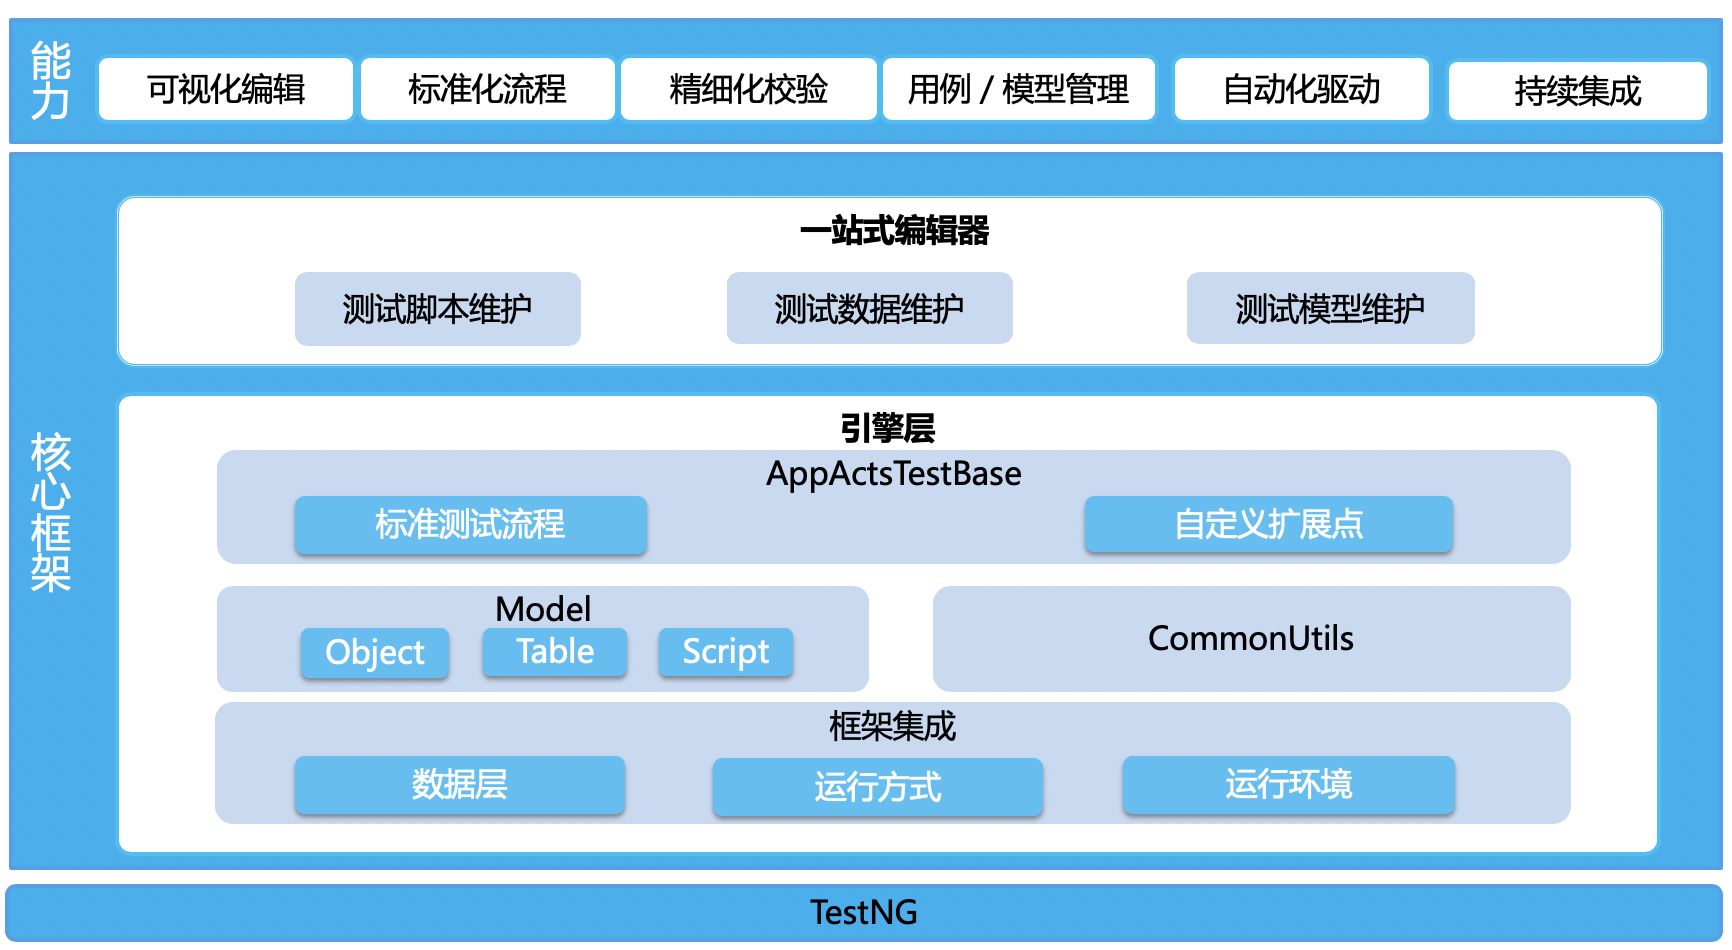 能力
可视化编辑
标准化流程
精细化校验
用例 / 模型管理
自动化驱动
持续集成
核心框架
一站式编辑器
测试脚本维护
测试数据维护
测试模型维护
引擎层
AppActsTestBase
标准测试流程
自定义扩展点
Model
Object
Table
Script
CommonUtils
框架集成
数据层
运行方式
运行环境
TestNG